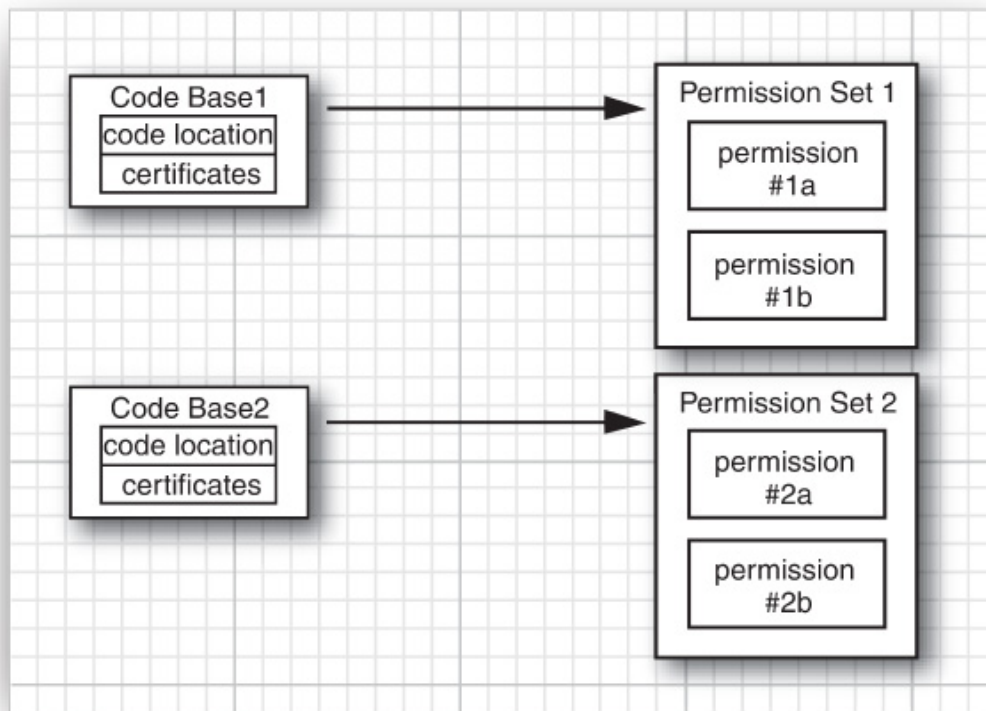 Code Base1
code location
certificates
Permission Set 1
permission
#1a
permission
#1b
Code Base2
code location
certificates
Permission Set 2
permission
#2a
permission
#2b